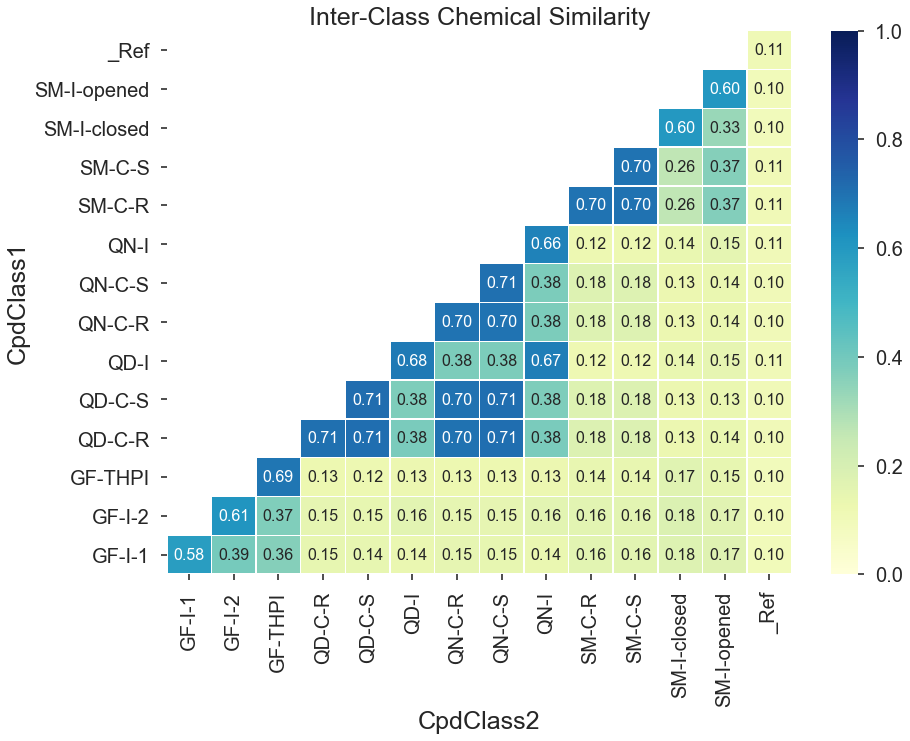 Inter-Class Chemical Similarity
CpdClass1
_Ref 0.11
SM-I-opened 0.60 0.10
SM-I-closed 0.60 0.33 0.10
SM-C-S 0.70 0.26 0.37 0.11
SM-C-R 0.70 0.70 0.26 0.37 0.11
QN-I 0.66 0.12 0.12 0.14 0.15 0.11
QN-C-S 0.71 0.38 0.18 0.18 0.13 0.14 0.10
QN-C-R 0.70 0.70 0.38 0.18 0.18 0.13 0.14 0.10
QD-I 0.68 0.38 0.38 0.67 0.12 0.12 0.14 0.15 0.11
QD-C-S 0.71 0.38 0.70 0.71 0.38 0.18 0.18 0.13 0.13 0.10
QD-C-R 0.71 0.71 0.38 0.70 0.71 0.38 0.18 0.18 0.13 0.14 0.10
GF-THPI 0.69 0.13 0.12 0.13 0.13 0.13 0.13 0.14 0.14 0.17 0.15 0.10
GF-I-2 0.61 0.37 0.15 0.15 0.16 0.15 0.15 0.16 0.16 0.16 0.18 0.17 0.10
GF-I-1 0.58 0.39 0.36 0.15 0.14 0.14 0.15 0.15 0.14 0.16 0.16 0.18 0.17 0.10
GF-I-1 GF-I-2 GF-THPI QD-C-R QD-C-S QD-I QN-C-R QN-C-S QN-I SM-C-R SM-C-S SM-I-closed SM-I-opened _Ref
CpdClass2
1.0
0.8
0.6
0.4
0.2
0.0